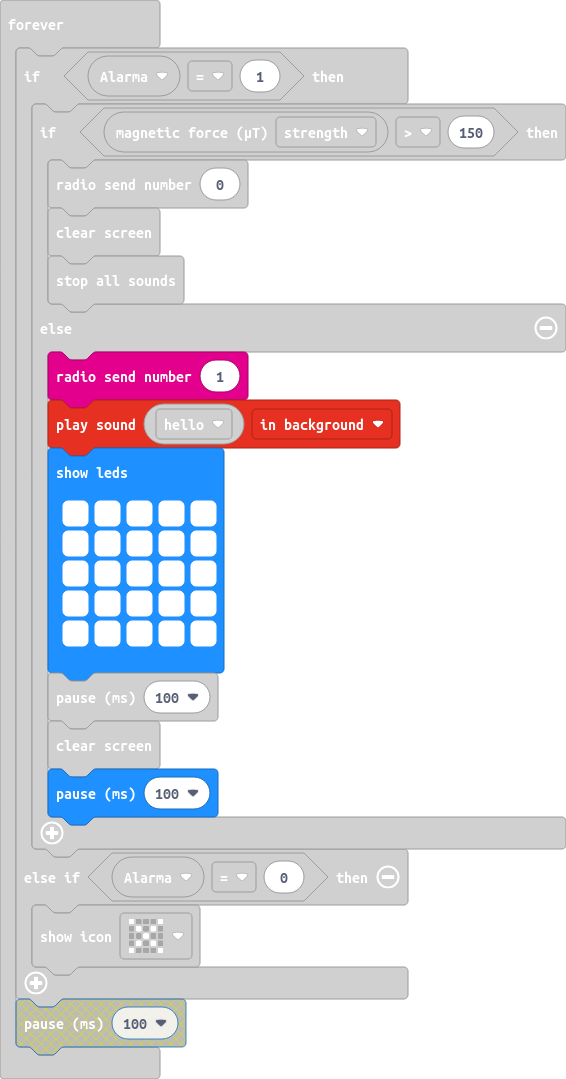 forever
if Alarma = 1 then
if magnetic force (µT) strength > 150 then
radio send number 0
clear screen
stop all sounds
else
radio send number 1
play sound hello in background
show leds
pause (ms) 100
clear screen
pause (ms) 100
else if Alarma = 0 then
show icon
pause (ms) 100